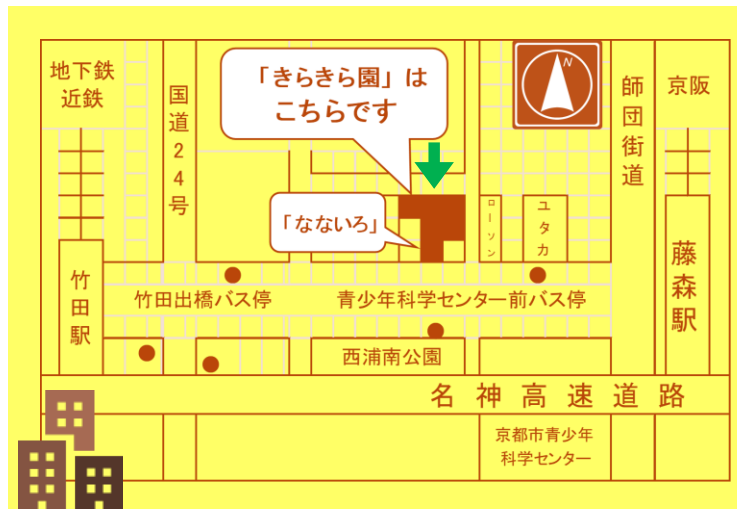 地下鉄
近鉄
国道24号
「きらきら園」は
こちらです
N
師団街道
京阪
「なないろ」
ローソン
ユタカ
竹田駅
藤森駅
竹田出橋バス停
青少年科学センター前バス停
西浦南公園
名神高速道路
京都市青少年
科学センター